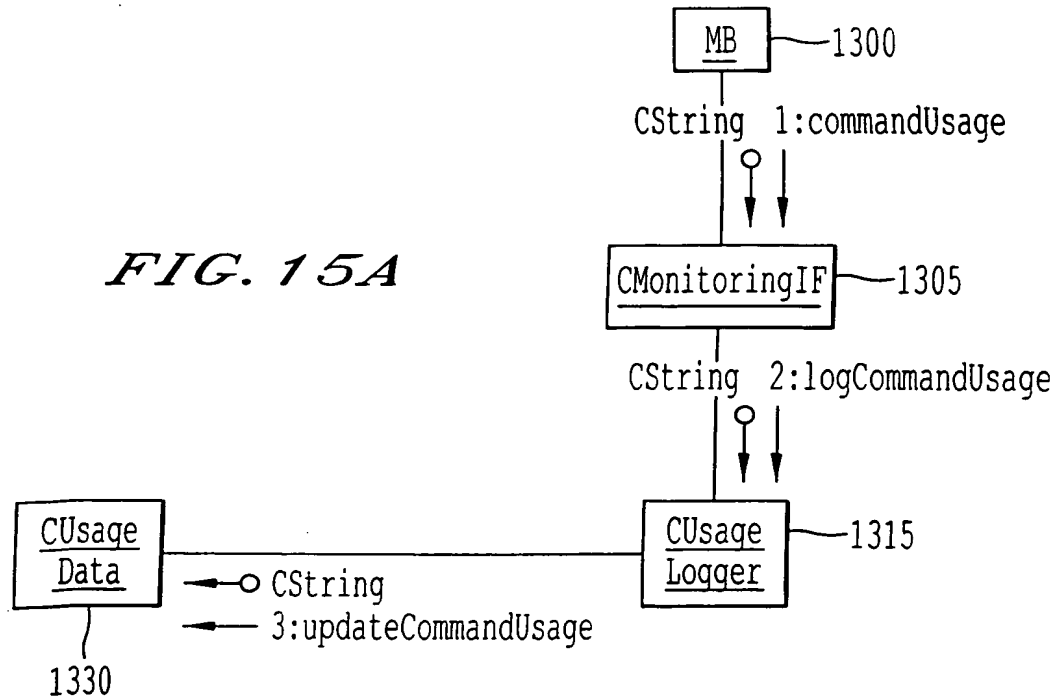 MB
1300
CString 1:commandUsage
FIG. 15A
CMonitoringIF
1305
CString 2:logCommandUsage
CUsage
Data
CUsage
Logger
1315
CString
3:updateCommandUsage
1330